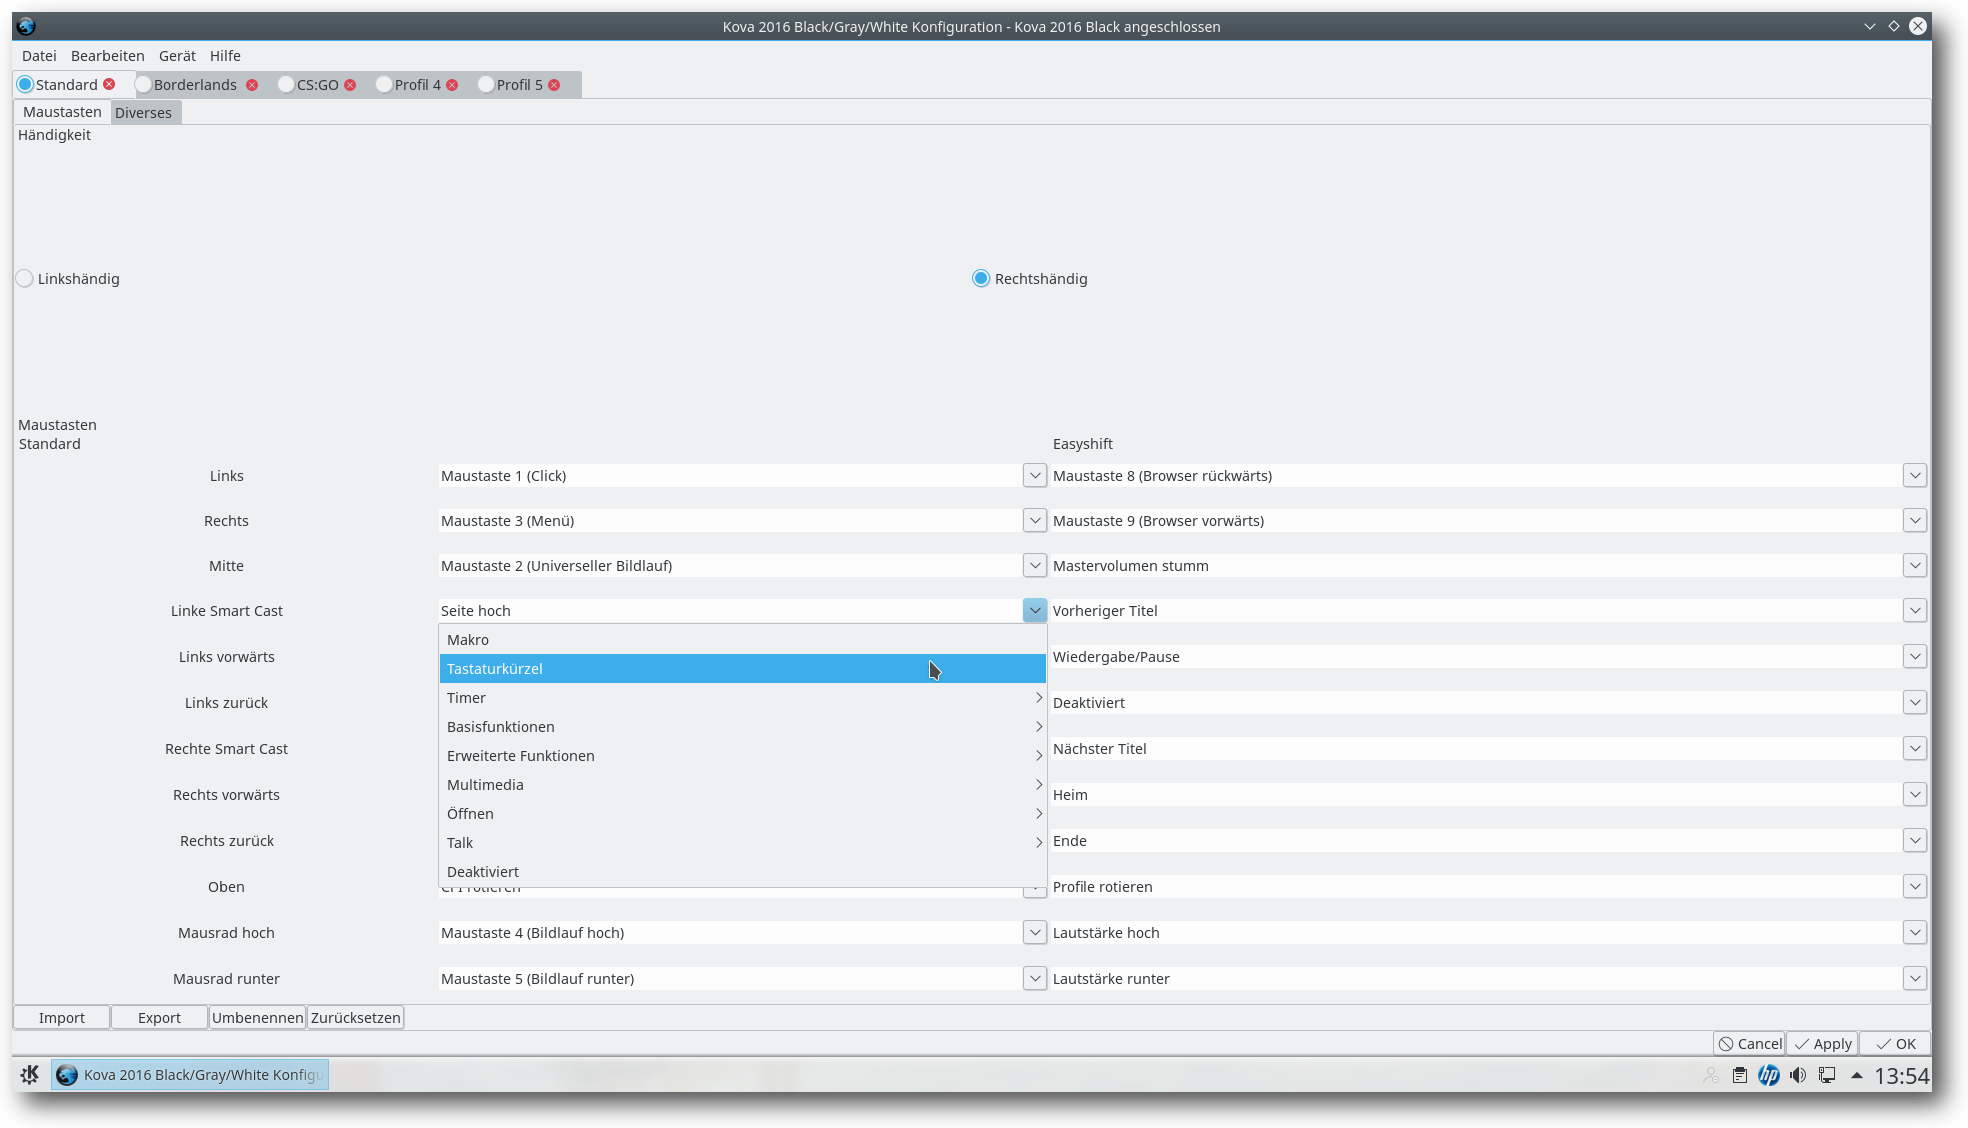 Kova 2016 Black/Gray/White Konfiguration - Kova 2016 Black angeschlossen
Datei Bearbeiten Gerät Hilfe
Standard Borderlands CS:GO Profil 4 Profil 5
Maustasten Diverses
Händigkeit
Linkshändig Rechtshändig
Maustasten
Standard Easyshift
Links Maustaste 1 (Click) Maustaste 8 (Browser rückwärts)
Rechts Maustaste 3 (Menü) Maustaste 9 (Browser vorwärts)
Mitte Maustaste 2 (Universeller Bildlauf) Mastervolumen stumm
Linke Smart Cast Seite hoch Vorheriger Titel
Makro
Links vorwärts Wiedergabe/Pause
Tastaturkürzel
Timer
Links zurück Deaktiviert
Basisfunktionen
Rechte Smart Cast Nächster Titel
Erweiterte Funktionen
Multimedia
Rechts vorwärts Heim
Öffnen
Rechts zurück Talk Ende
Deaktiviert
Oben CPI rotieren Profile rotieren
Mausrad hoch Maustaste 4 (Bildlauf hoch) Lautstärke hoch
Mausrad runter Maustaste 5 (Bildlauf runter) Lautstärke runter
Import Export Umbenennen Zurücksetzen
Cancel Apply OK
Kova 2016 Black/Gray/White Konfigu hp 13:54